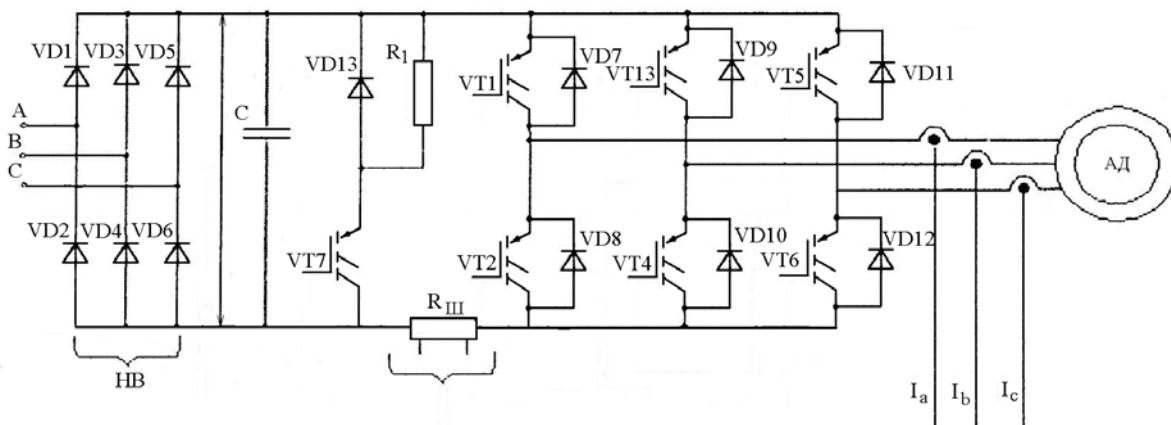 VD1 VD3 VD5
VD13
R1
VT1
VD7
VT13
VD9
VT5
VD11
A
B
C
C
АД
VD2 VD4 VD6
VT7
VT2
VD8
VT4
VD10
VT6
VD12
RШ
НВ
Ia
Ib
Ic